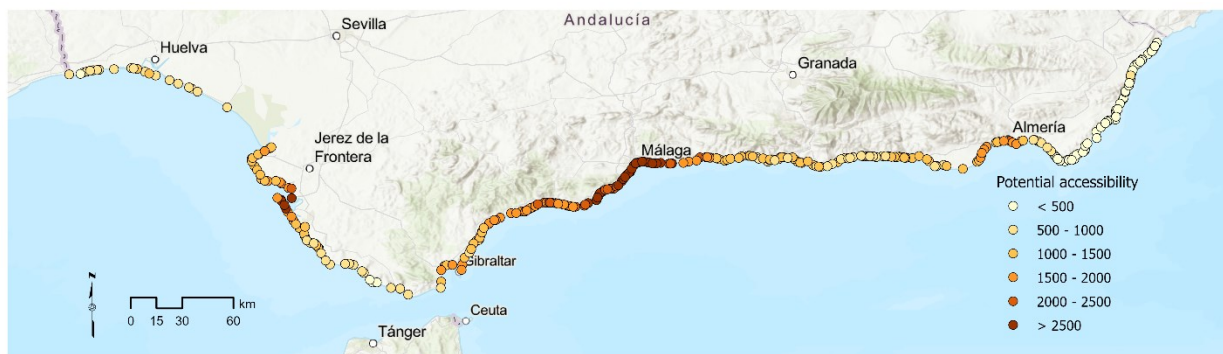 Andalucía
Sevilla
Huelva
Granada
Jerez de la
Frontera
Málaga
Almería
Gibraltar
Ceuta
Tánger
N
0 15 30 60
km
Potential accessibility
< 500
500 - 1000
1000 - 1500
1500 - 2000
2000 - 2500
> 2500